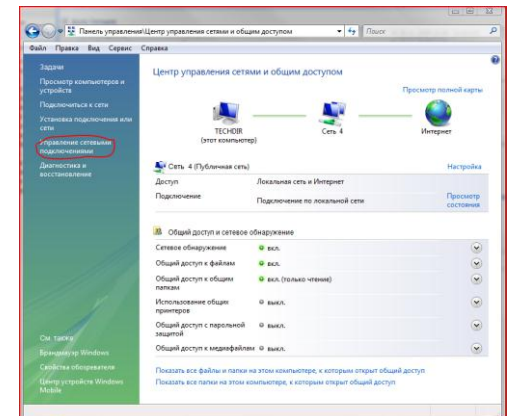 Панель управления\Центр управления сетями и общим доступом
Поиск
Файл Правка Вид Сервис Справка
Задачи
Просмотр компьютеров и
устройств
Подключиться к сети
Установка подключения или
сети
Управление сетевыми
подключениями
Диагностика и
восстановление
См. также
Брандмауэр Windows
Свойства обозревателя
Центр устройств Windows
Mobile
Центр управления сетями и общим доступом
Просмотр полной карты
TECHDIR
(этот компьютер)
Сеть 4
Интернет
Сеть 4 (Публичная сеть)
Настройка
Доступ Локальная сеть и Интернет
Подключение Подключение по локальной сети Просмотр
состояния
Общий доступ и сетевое обнаружение
Сетевое обнаружение вкл.
Общий доступ к файлам вкл.
Общий доступ к общим
папкам вкл. (только чтение)
Использование общих
принтеров выкл.
Общий доступ с парольной
защитой выкл.
Общий доступ к медиафайлам выкл.
Показать все файлы и папки на этом компьютере, к которым открыт общий доступ
Показать все папки на этом компьютере, к которым открыт общий доступ